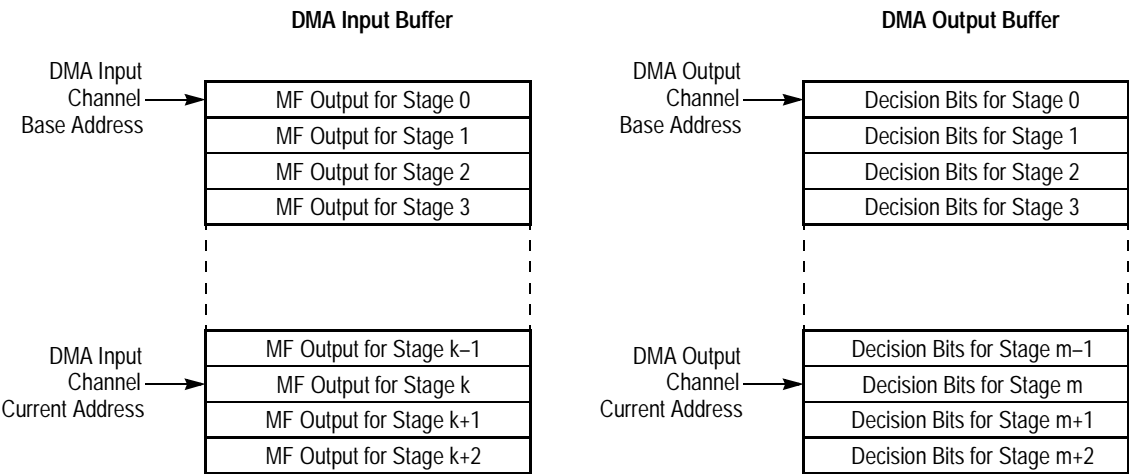 DMA Input Buffer
DMA Input
Channel
Base Address
MF Output for Stage 0
MF Output for Stage 1
MF Output for Stage 2
MF Output for Stage 3
DMA Input
Channel
Current Address
MF Output for Stage k–1
MF Output for Stage k
MF Output for Stage k+1
MF Output for Stage k+2
DMA Output Buffer
DMA Output
Channel
Base Address
Decision Bits for Stage 0
Decision Bits for Stage 1
Decision Bits for Stage 2
Decision Bits for Stage 3
DMA Output
Channel
Current Address
Decision Bits for Stage m–1
Decision Bits for Stage m
Decision Bits for Stage m+1
Decision Bits for Stage m+2